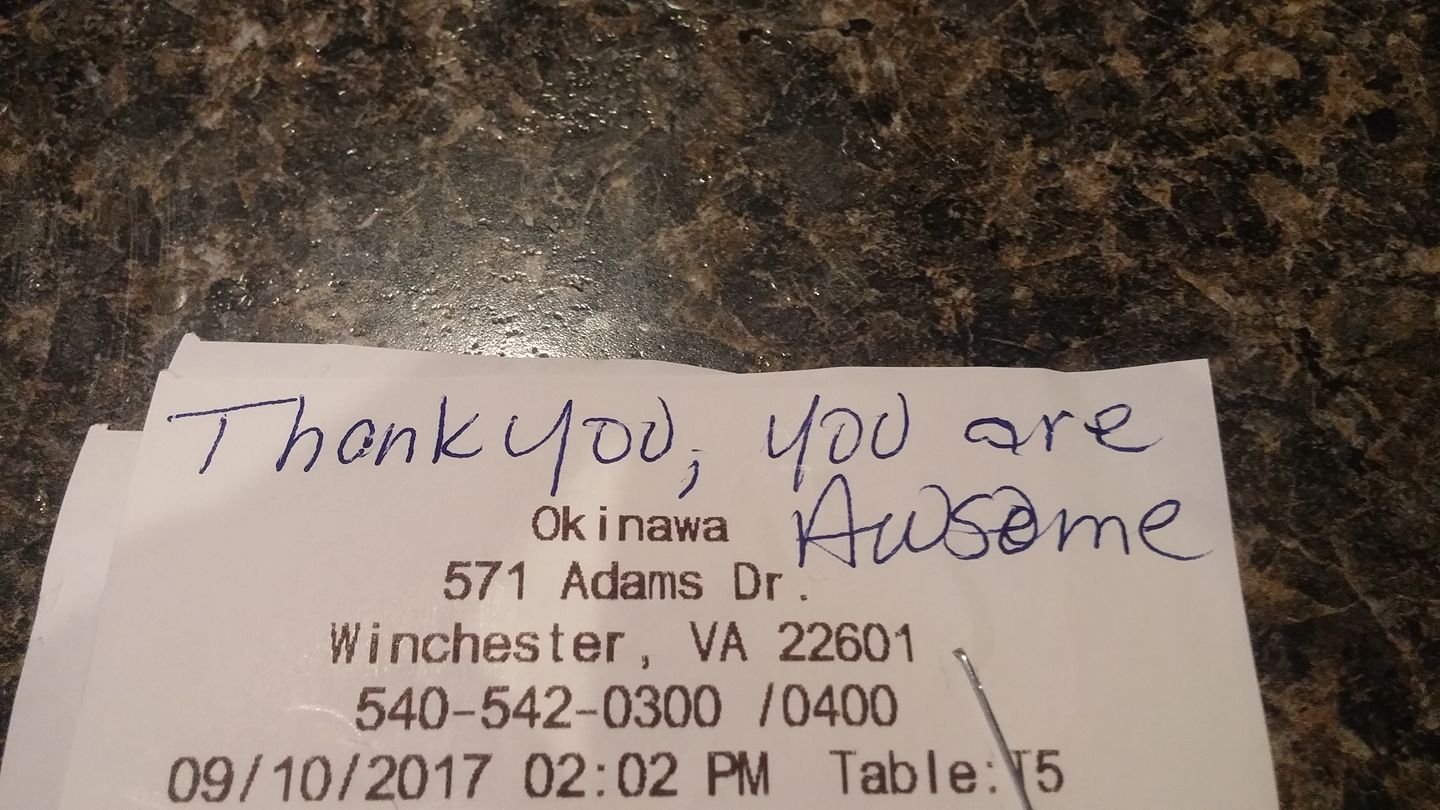 Thank you, you are
Awsome
Okinawa
571 Adams Dr.
Winchester, VA 22601
540-542-0300 /0400
09/10/2017 02:02 PM Table:T5